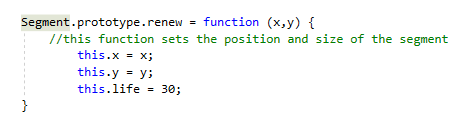 Segment.prototype.renew = function (x,y) {
//this function sets the position and size of the segment
this.x = x;
this.y = y;
this.life = 30;
}